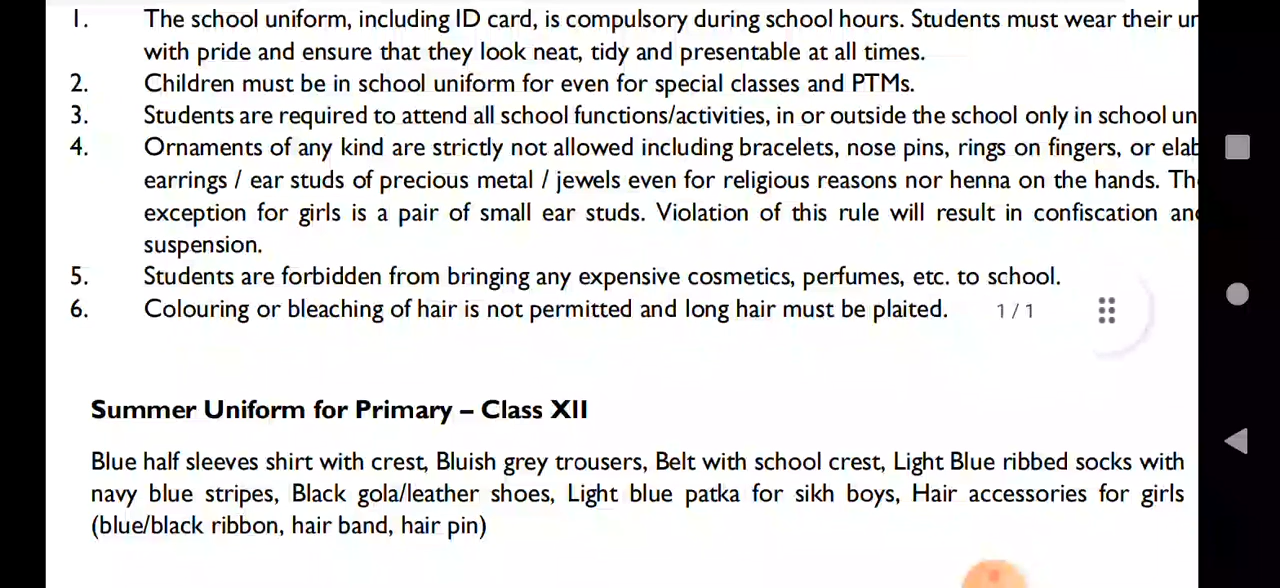 1. The school uniform, including ID card, is compulsory during school hours. Students must wear their
with pride and ensure that they look neat, tidy and presentable at all times.
2. Children must be in school uniform for even for special classes and PTMs.
3. Students are required to attend all school functions/activities, in or outside the school only in school
4. Ornaments of any kind are strictly not allowed including bracelets, nose pins, rings on fingers, or
earrings / ear studs of precious metal / jewels even for religious reasons nor henna on the hands.
exception for girls is a pair of small ear studs. Violation of this rule will result in confiscation
suspension.
5. Students are forbidden from bringing any expensive cosmetics, perfumes, etc. to school.
6. Colouring or bleaching of hair is not permitted and long hair must be plaited. 1 / 1
Summer Uniform for Primary – Class XII
Blue half sleeves shirt with crest, Bluish grey trousers, Belt with school crest, Light Blue ribbed socks with
navy blue stripes, Black gola/leather shoes, Light blue patka for sikh boys, Hair accessories for girls
(blue/black ribbon, hair band, hair pin)